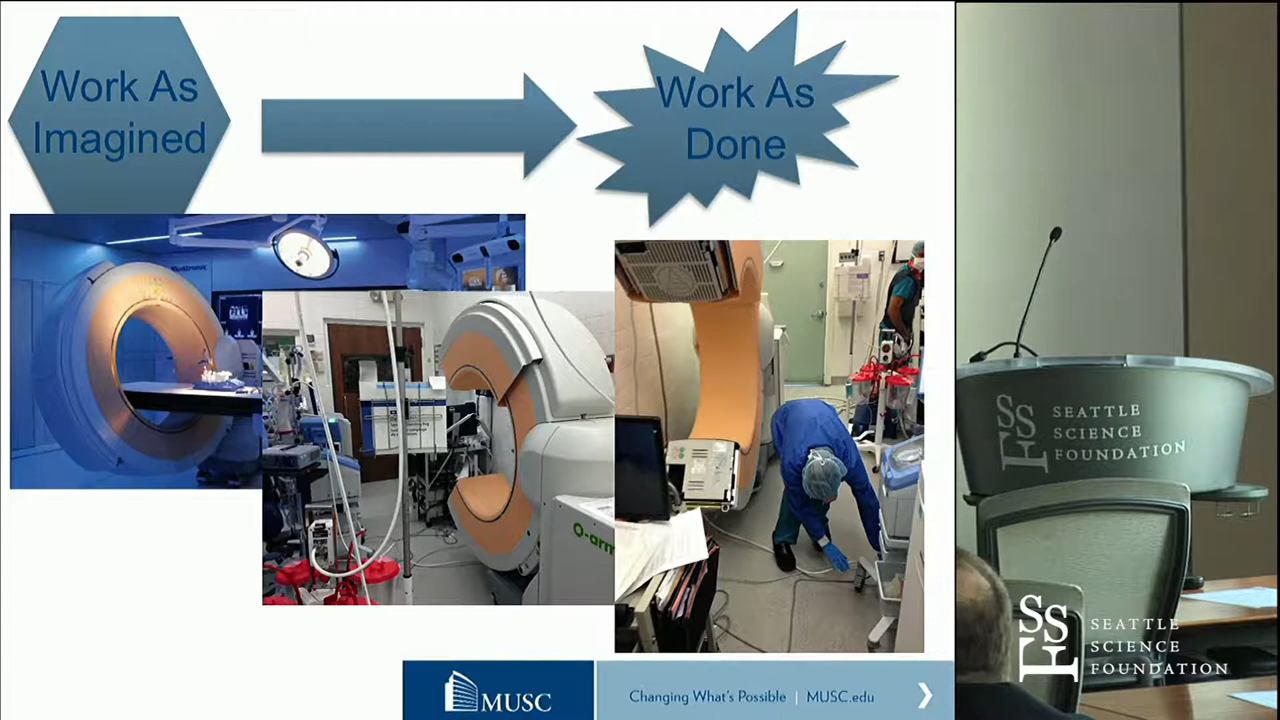 Work As
Imagined
Work As
Done
O-arm
MUSC
Changing What's Possible | MUSC.edu
SEATTLE
SCIENCE
FOUNDATION
SEATTLE
SCIENCE
FOUNDATION